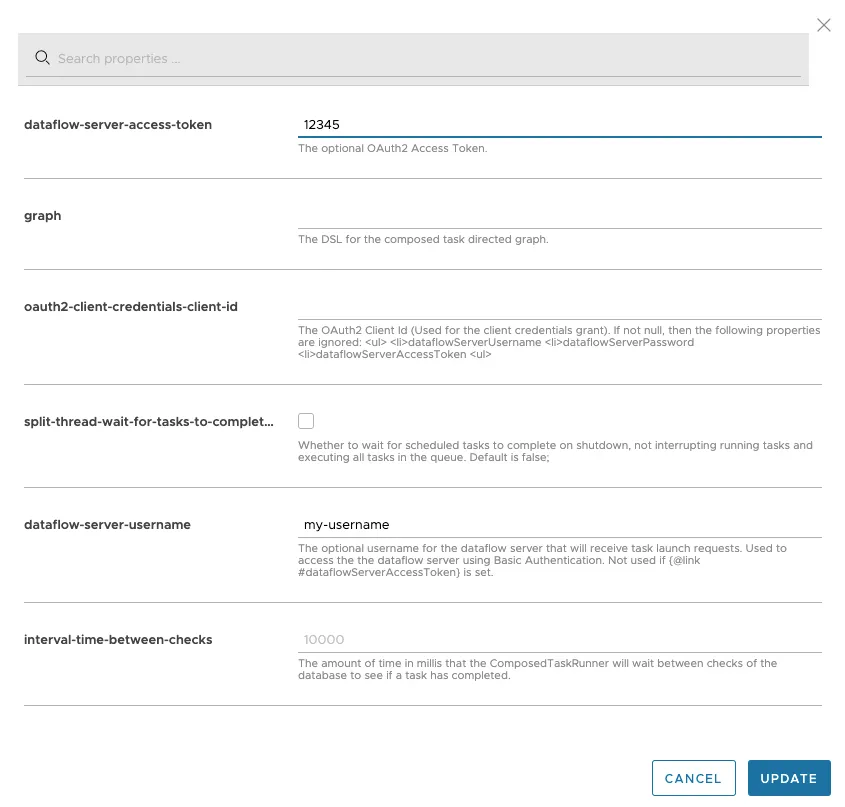 Search properties ...
dataflow-server-access-token
12345
The optional OAuth2 Access Token.
graph
The DSL for the composed task directed graph.
oauth2-client-credentials-client-id
The OAuth2 Client Id (Used for the client credentials grant). If not null, then the following properties
are ignored: <ul> <li>dataflowServerUsername <li>dataflowServerPassword
<li>dataflowServerAccessToken <ul>
split-thread-wait-for-tasks-to-complet...
Whether to wait for scheduled tasks to complete on shutdown, not interrupting running tasks and
executing all tasks in the queue. Default is false;
dataflow-server-username
my-username
The optional username for the dataflow server that will receive task launch requests. Used to
access the the dataflow server using Basic Authentication. Not used if {@link
#dataflowServerAccessToken} is set.
interval-time-between-checks
10000
The amount of time in millis that the ComposedTaskRunner will wait between checks of the
database to see if a task has completed.
CANCEL
UPDATE